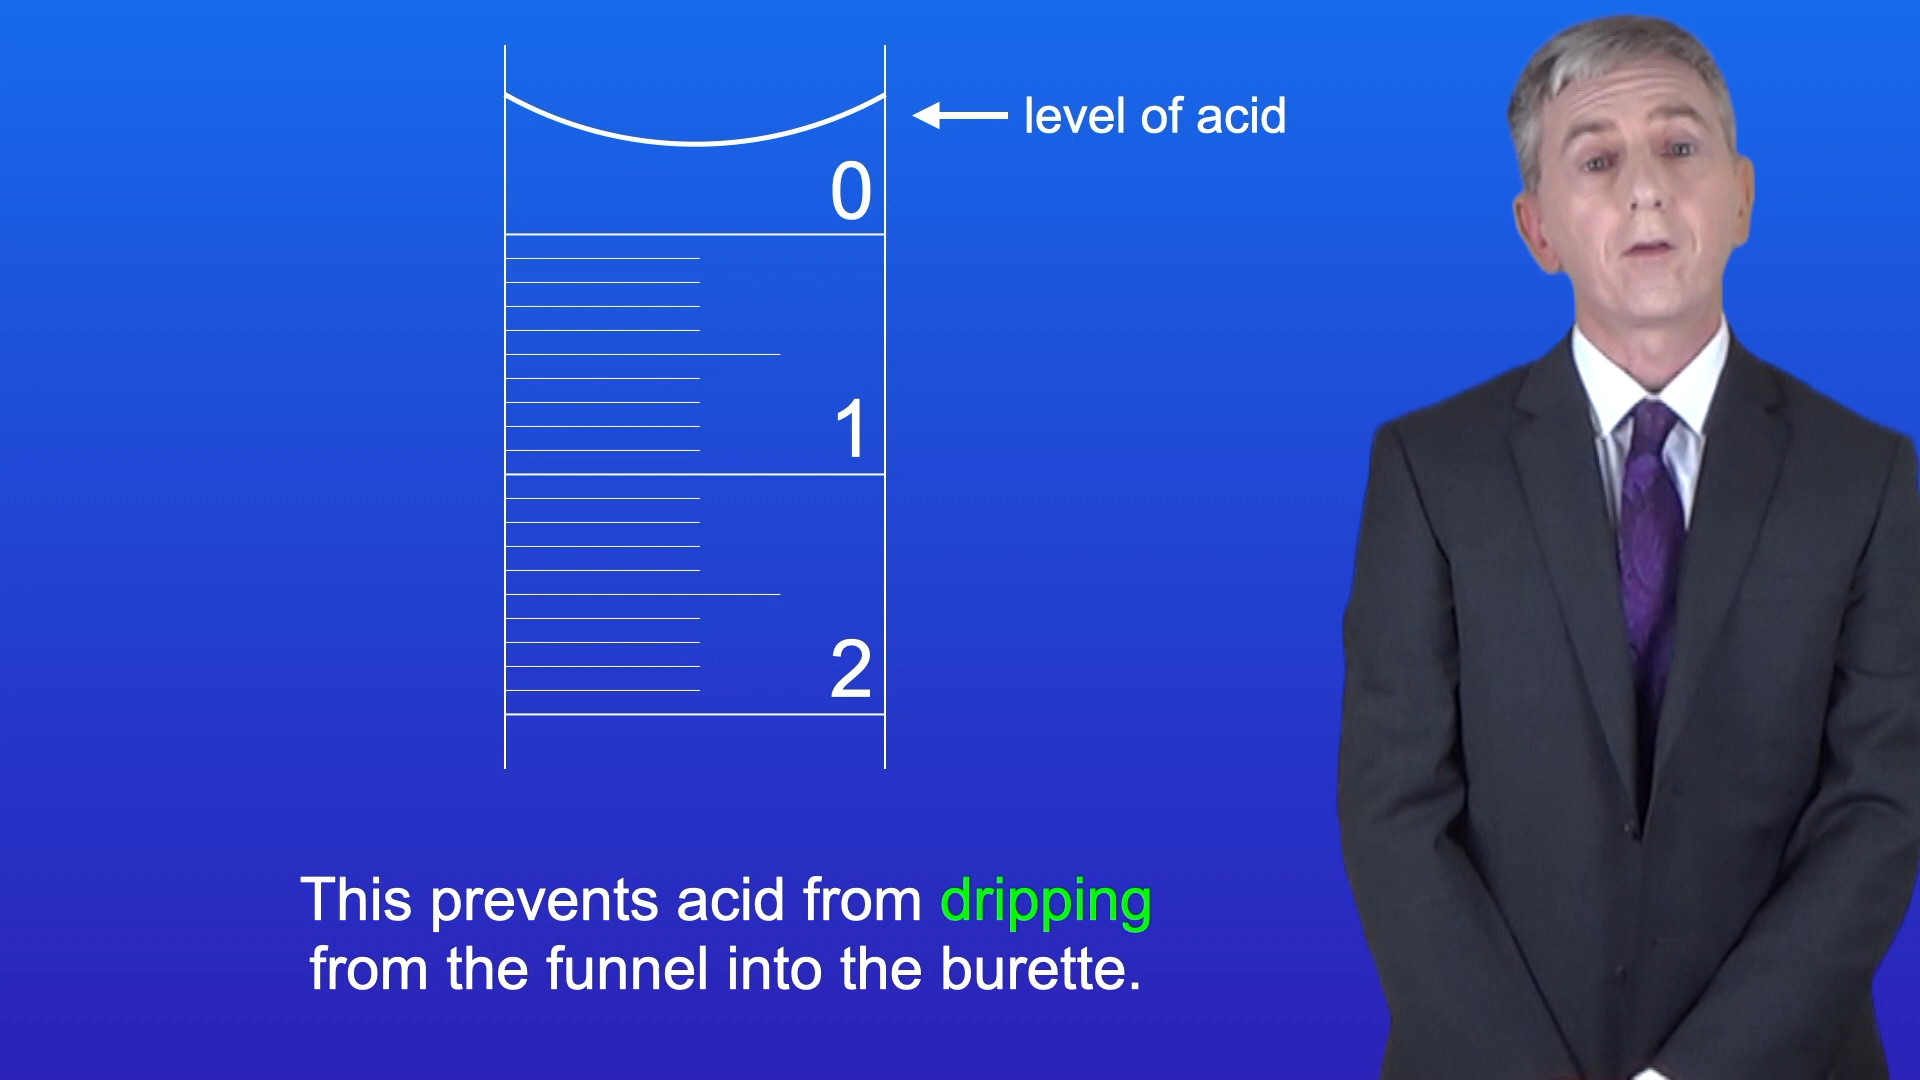 level of acid
0
1
2
This prevents acid from dripping
from the funnel into the burette.